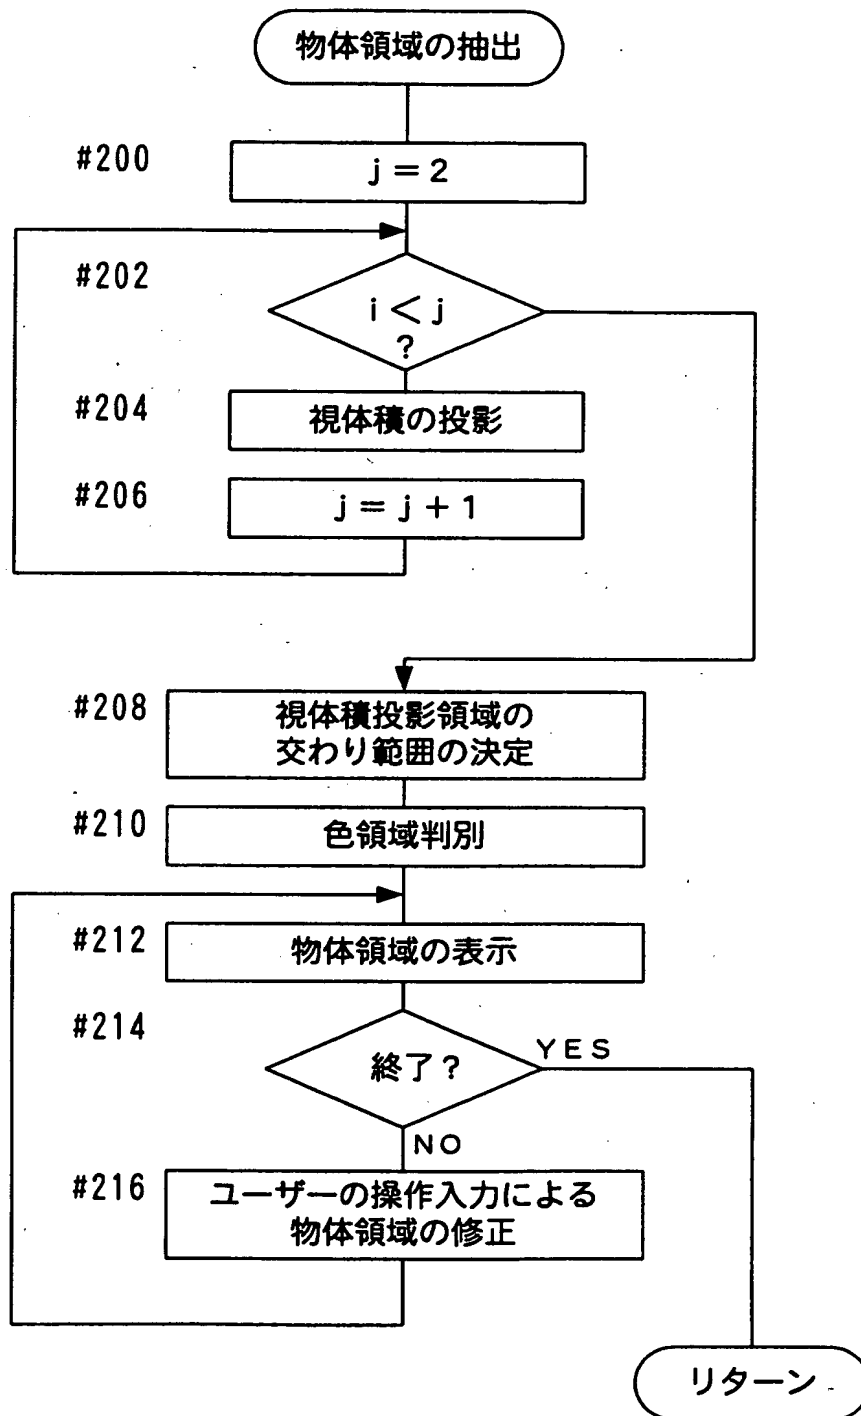 物体領域の抽出
#200
j=2
#202
i<j
?
#204
視体積の投影
#206
j=j+1
#208
視体積投影領域の
交わり範囲の決定
#210
色領域判別
#212
物体領域の表示
#214
終了?
YES
NO
#216
ユーザーの操作入力による
物体領域の修正
リターン